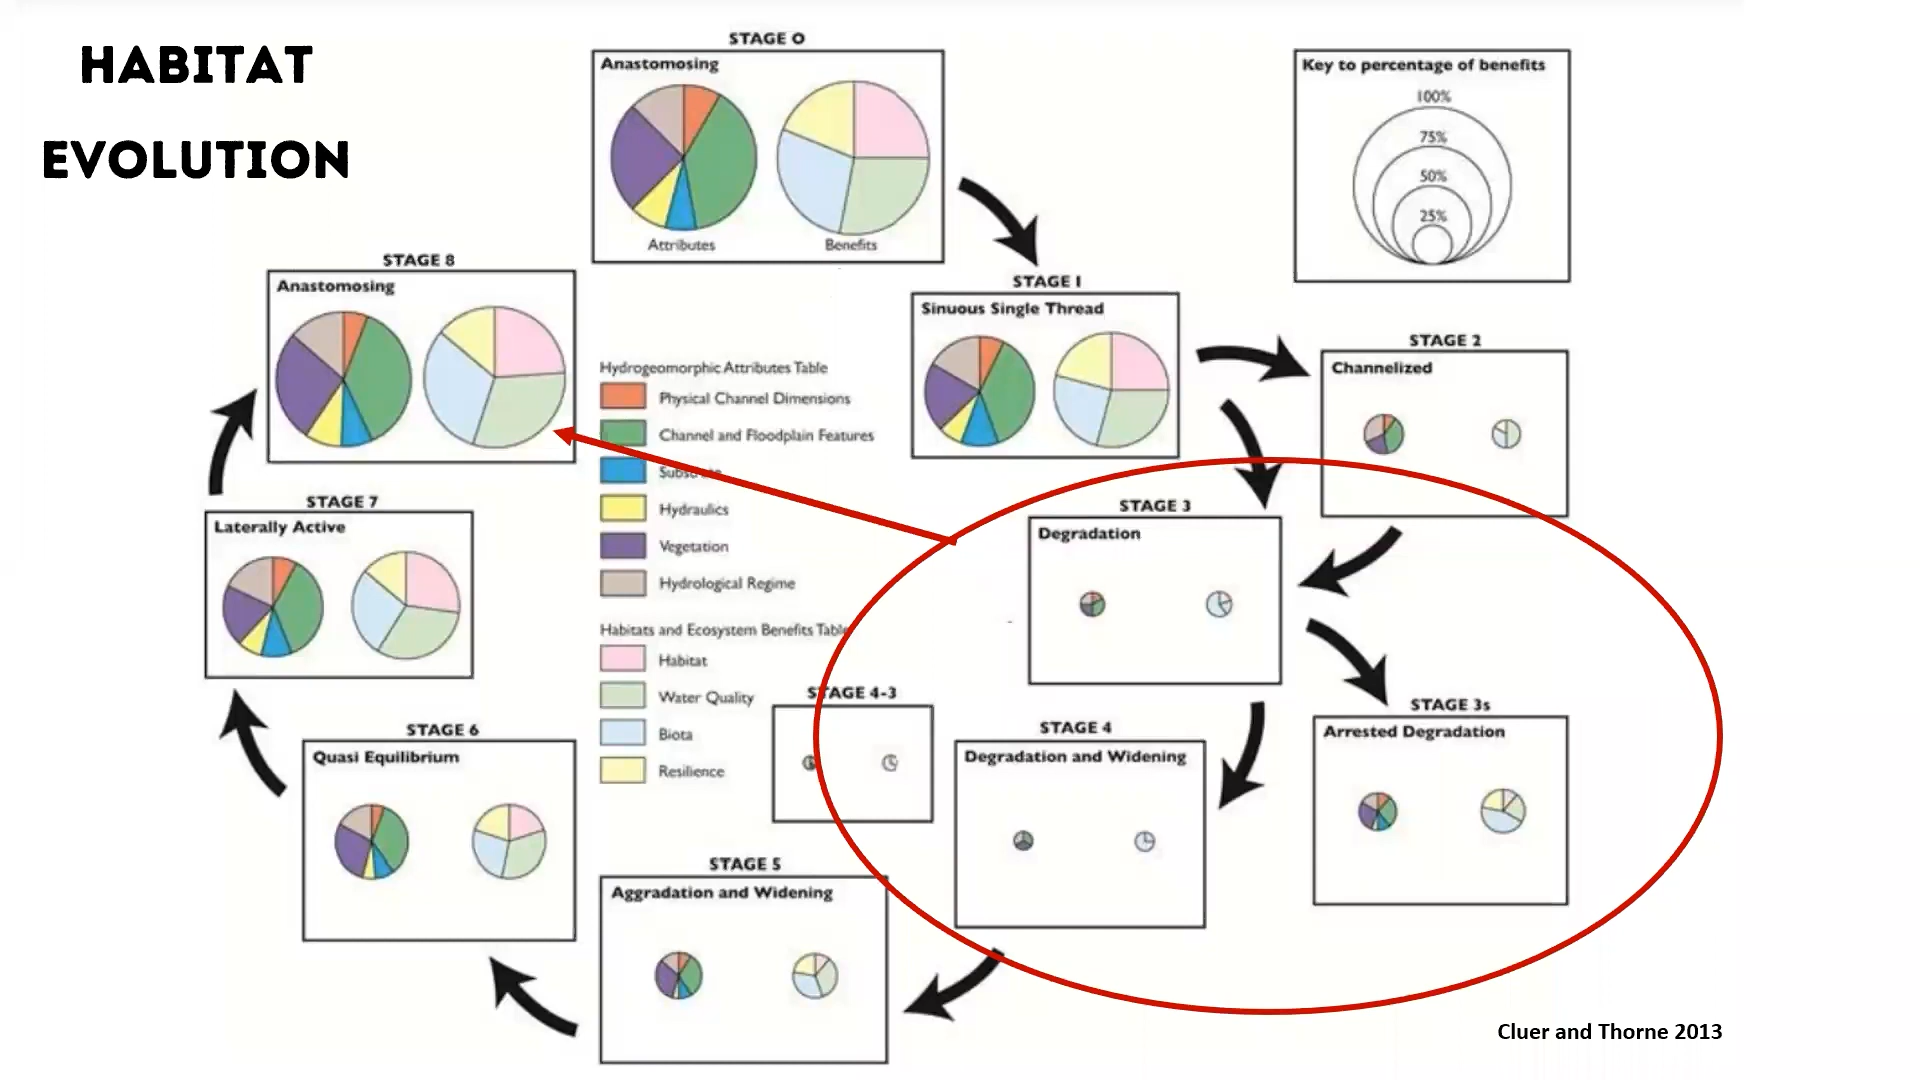 HABITAT
EVOLUTION
STAGE O
Anastomosing
Attributes
Benefits
Key to percentage of benefits
100%
75%
50%
25%
STAGE 8
Anastomosing
STAGE I
Sinuous Single Thread
STAGE 2
Channelized
Hydrogeomorphic Attributes Table
Physical Channel Dimensions
Channel and Floodplain Features
Hydraulics
Vegetation
Hydrological Regime
Habitats and Ecosystem Benefits Table
Habitat
Water Quality
Biota
Resilience
STAGE 3
Degradation
STAGE 7
Laterally Active
STAGE 4-3
STAGE 4
Degradation and Widening
STAGE 3s
Arrested Degradation
STAGE 6
Quasi Equilibrium
STAGE 5
Aggradation and Widening
Cluer and Thorne 2013